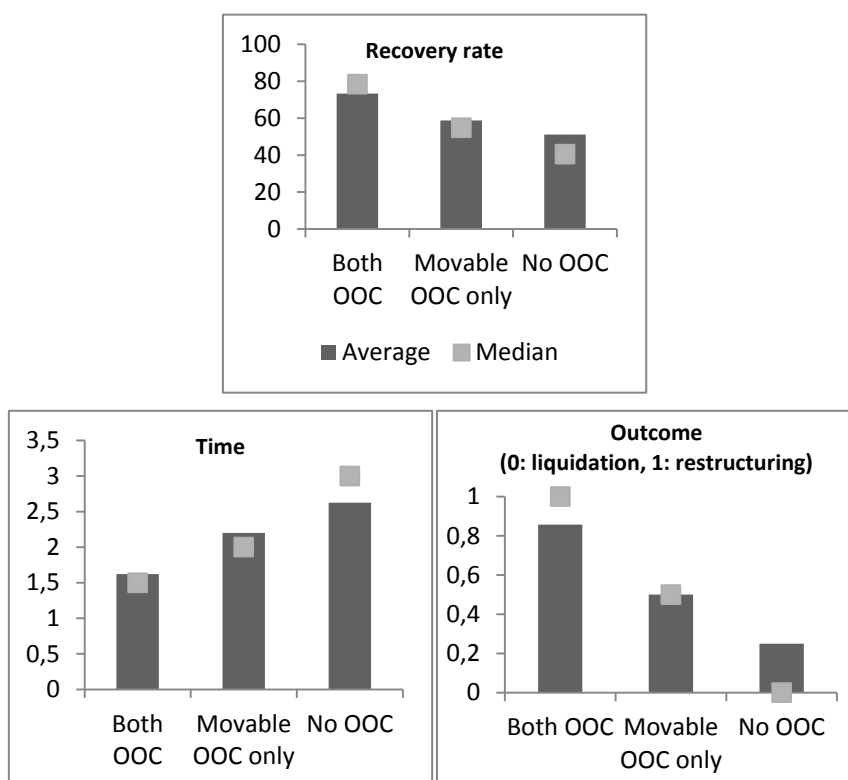 Recovery rate
100
80
60
40
20
0
Both OOC
Movable OOC only
No OOC
Average
Median
Time
3,5
3
2,5
2
1,5
1
0,5
0
Both OOC
Movable OOC only
No OOC
Outcome
(0: liquidation, 1: restructuring)
1
0,8
0,6
0,4
0,2
0
Both OOC
Movable OOC only
No OOC